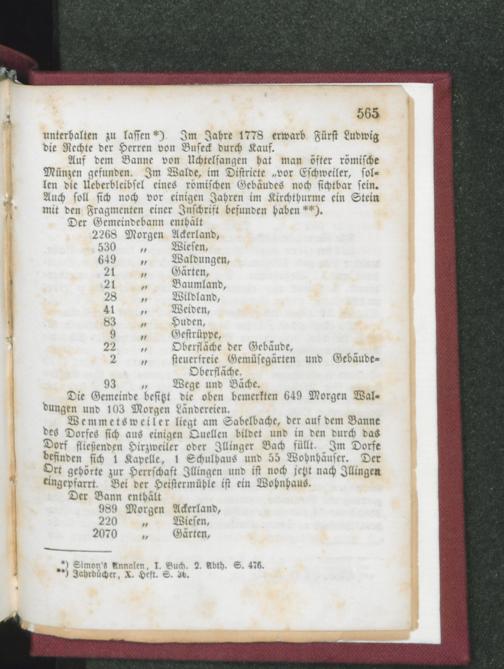 565
unterhalten zu lassen *) Im Jahre 1778 erwarb Fürst Ludwig
die Rechte der Herren von Buseck durch Kauf.
Auf dem Banne von Uchtelfangen hat man öfter römische
Münzen gefunden. Im Walde, im Distrikte „vor Eschweiler, sol-
len die Ueberbleibsel eines römischen Gebäudes noch sichtbar sein.
Auch soll sich noch vor einigen Jahren im Kirchthurme ein Stein
mit den Fragmenten einer Inschrift befunden haben **).
Der Gemeindebann enthält
2268 Morgen Ackerland,
530 „ Wiesen,
649 „ Waldungen,
21 „ Gärten,
21 „ Baumland,
28 „ Wildland,
41 „ Weiden,
83 „ Huden,
9 „ Gestrüppe,
22 „ Oberfläche der Gebäude,
2 „ steuerfreie Gemüsegärten und Gebäude-
Oberfläche.
93 „ Wege und Bäche.
Die Gemeinde besitzt die oben bemerkten 649 Morgen Wal-
dungen und 103 Morgen Ländereien.
Wemmetsweiler liegt am Sabelbache, der auf dem Banne
des Dorfes sich aus einigen Quellen bildet und in den durch das
Dorf fließenden Hirzweiler oder Illinger Bach füllt. Im Dorfe
befinden sich 1 Kapelle, 1 Schulhaus und 55 Wohnhäuser. Der
Ort gehörte zur Herrschaft Illingen und ist noch jetzt nach Illingen
eingepfarrt. Bei der Heistermühle ist ein Wohnhaus.
Der Bann enthält
989 Morgen Ackerland,
220 „ Wiesen,
2070 „ Gärten,
*) Simon's Annalen, I. Buch. 2. Abth. S. 476.
**) Jahrbücher, X. Heft. S. 36.